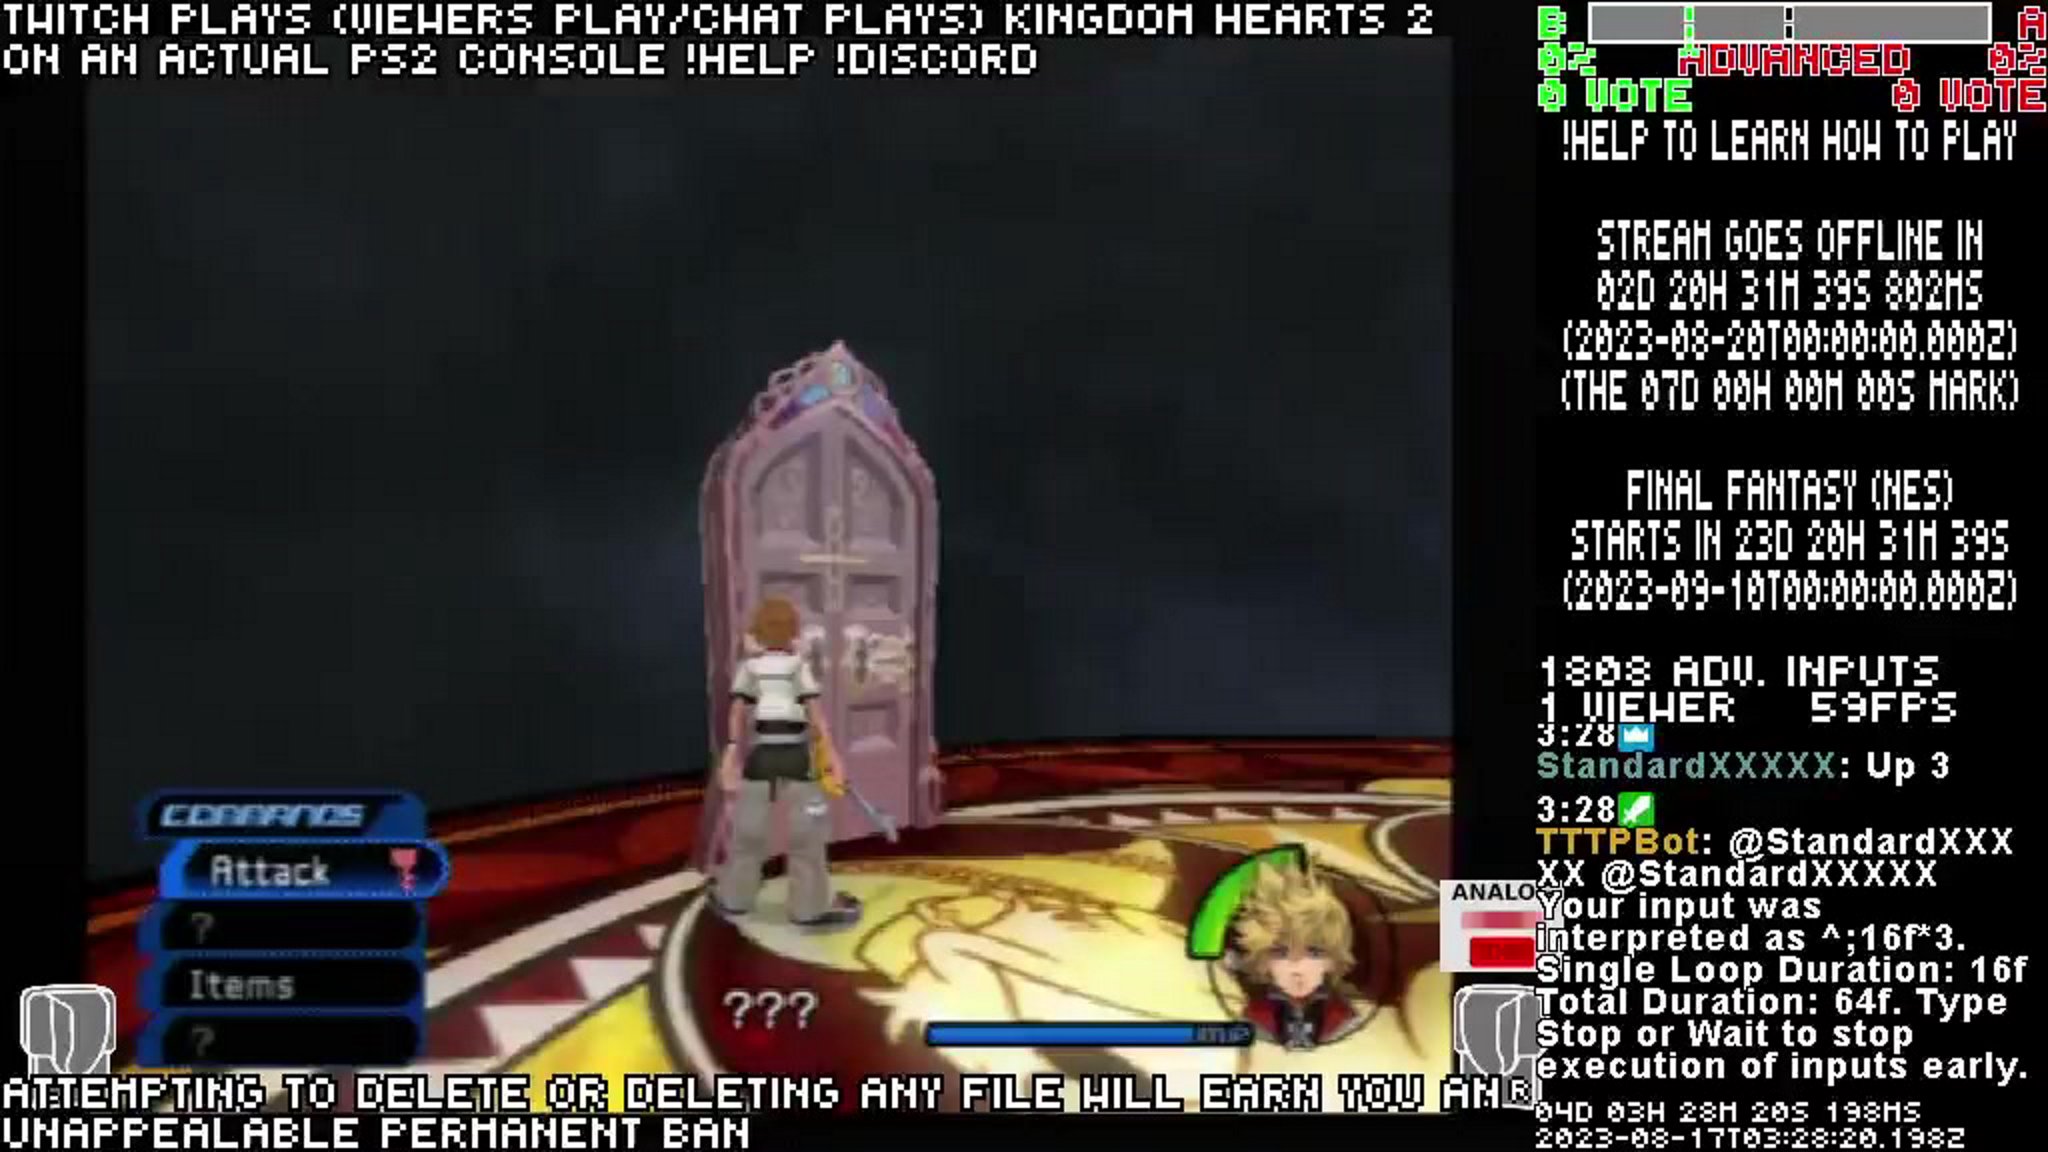 TWITCH PLAYS (VIEWERS PLAY/CHAT PLAYS) KINGDOM HEARTS 2
ON AN ACTUAL PS2 CONSOLE !HELP !DISCORD
B A
0% ADVANCED 0%
0 VOTE 0 VOTE
!HELP TO LEARN HOW TO PLAY
STREAM GOES OFFLINE IN
02D 20H 31M 39S 802MS
(2023-08-20T00:00:00.000Z)
(THE 07D 00H 00M 00S MARK)
FINAL FANTASY (NES)
STARTS IN 23D 20H 31M 39S
(2023-09-10T00:00:00.000Z)
1808 ADV. INPUTS
1 VIEWER 59FPS
3:28
StandardXXXXX: Up 3
3:28
TTTPBot: @StandardXXX
XX @StandardXXXXX
Your input was
interpreted as ^;16f*3.
Single Loop Duration: 16f
Total Duration: 64f. Type
Stop or Wait to stop
execution of inputs early.
04D 03H 28M 20S 198MS
2023-08-17T03:28:20.198Z
COMMANDS
Attack
?
Items
?
???
ANALO
ATTEMPTING TO DELETE OR DELETING ANY FILE WILL EARN YOU AN
UNAPPEALABLE PERMANENT BAN